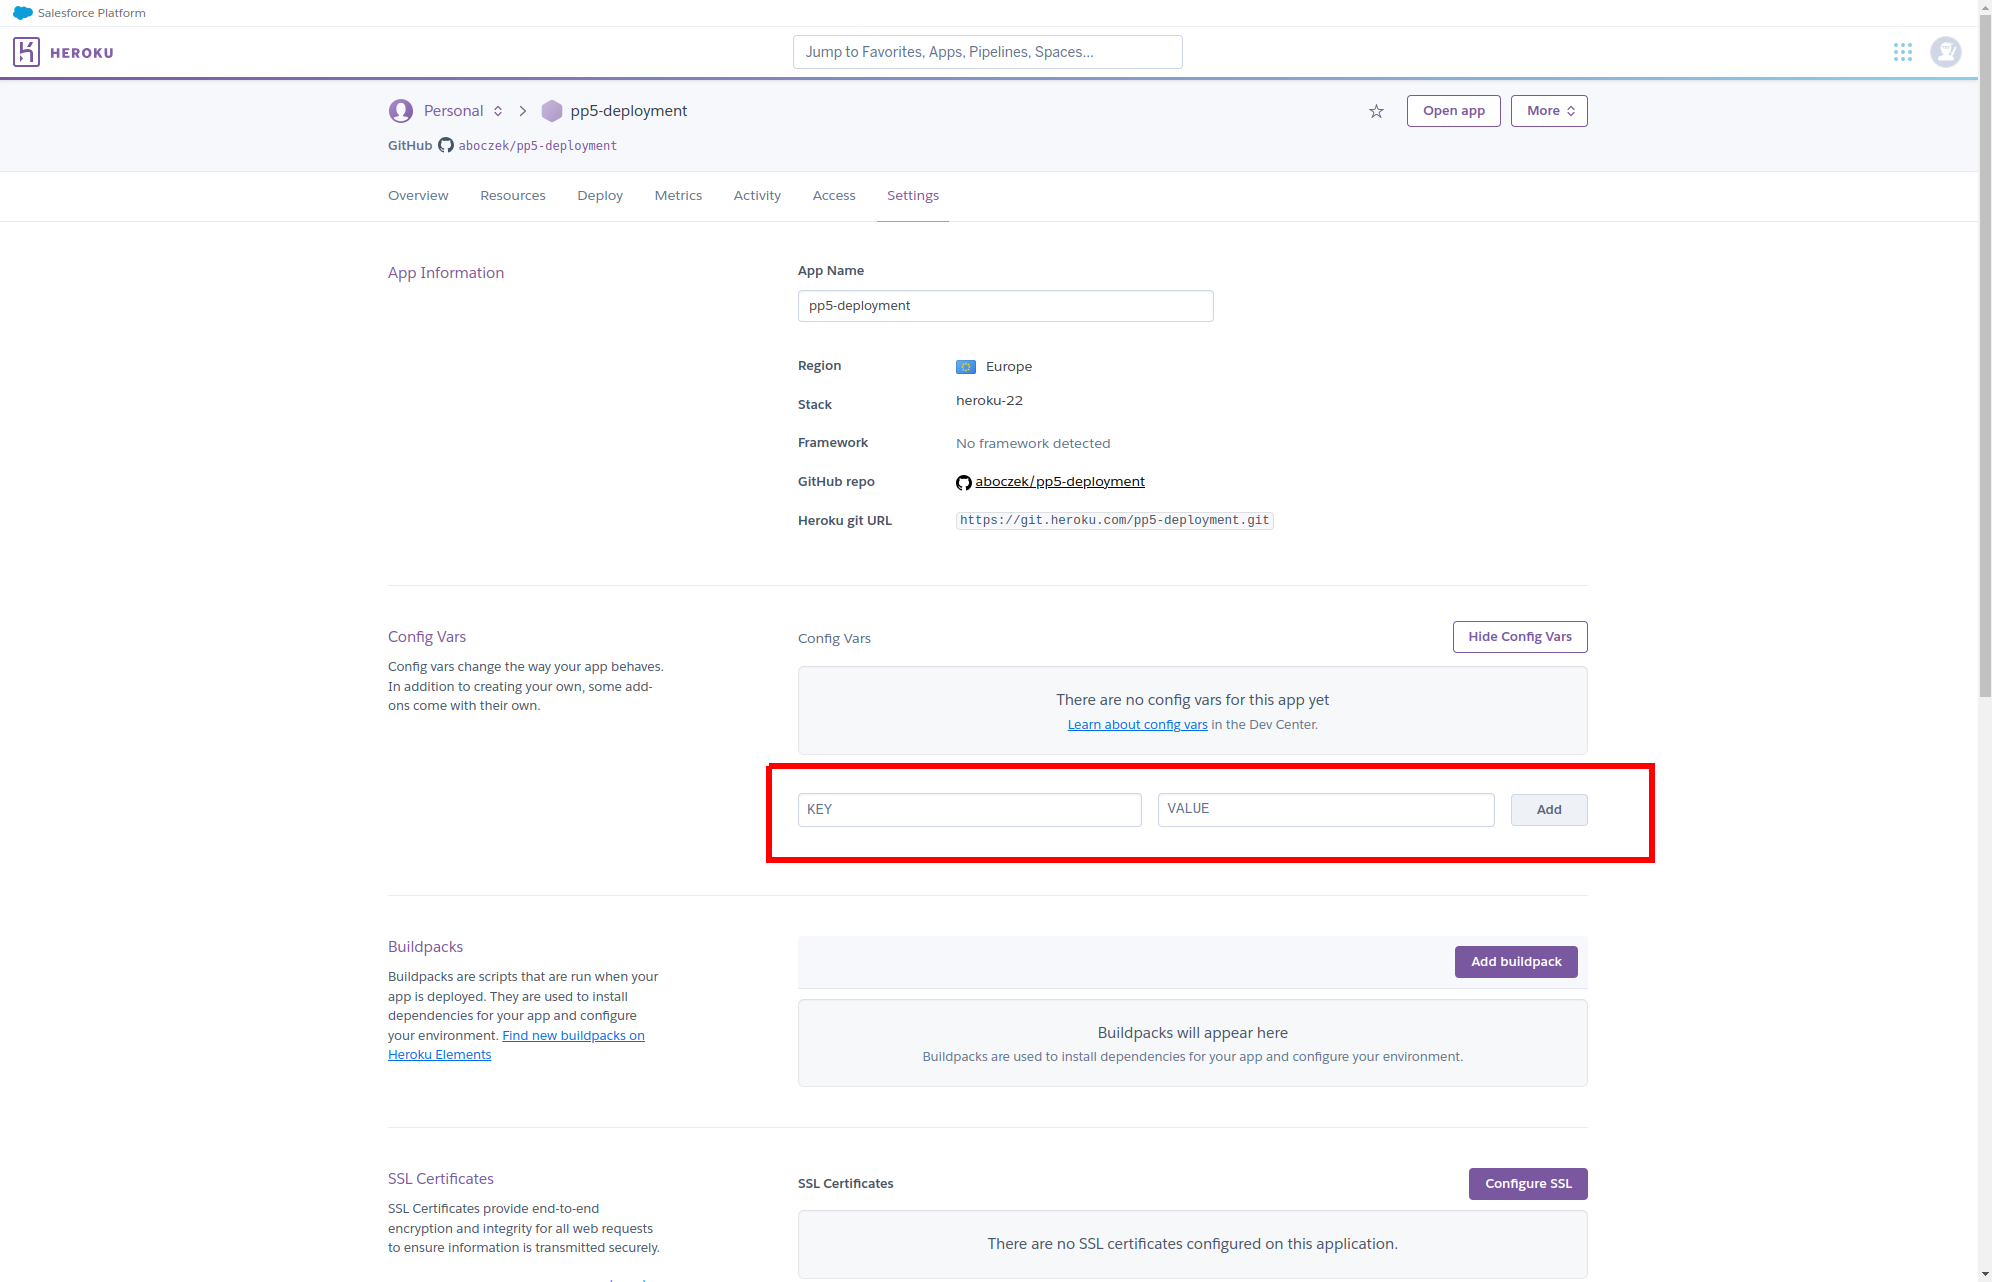 Salesforce Platform
HEROKU
Jump to Favorites, Apps, Pipelines, Spaces...
Personal
pp5-deployment
Open app
More
GitHub aboczek/pp5-deployment
Overview
Resources
Deploy
Metrics
Activity
Access
Settings
App Information
App Name
pp5-deployment
Region
Europe
Stack
heroku-22
Framework
No framework detected
GitHub repo
aboczek/pp5-deployment
Heroku git URL
https://git.heroku.com/pp5-deployment.git
Config Vars
Config vars change the way your app behaves.
In addition to creating your own, some add-
ons come with their own.
Config Vars
Hide Config Vars
There are no config vars for this app yet
Learn about config vars in the Dev Center.
KEY
VALUE
Add
Buildpacks
Buildpacks are scripts that are run when your
app is deployed. They are used to install
dependencies for your app and configure
your environment. Find new buildpacks on
Heroku Elements
Add buildpack
Buildpacks will appear here
Buildpacks are used to install dependencies for your app and configure your environment.
SSL Certificates
SSL Certificates provide end-to-end
encryption and integrity for all web requests
to ensure information is transmitted securely.
SSL Certificates
Configure SSL
There are no SSL certificates configured on this application.